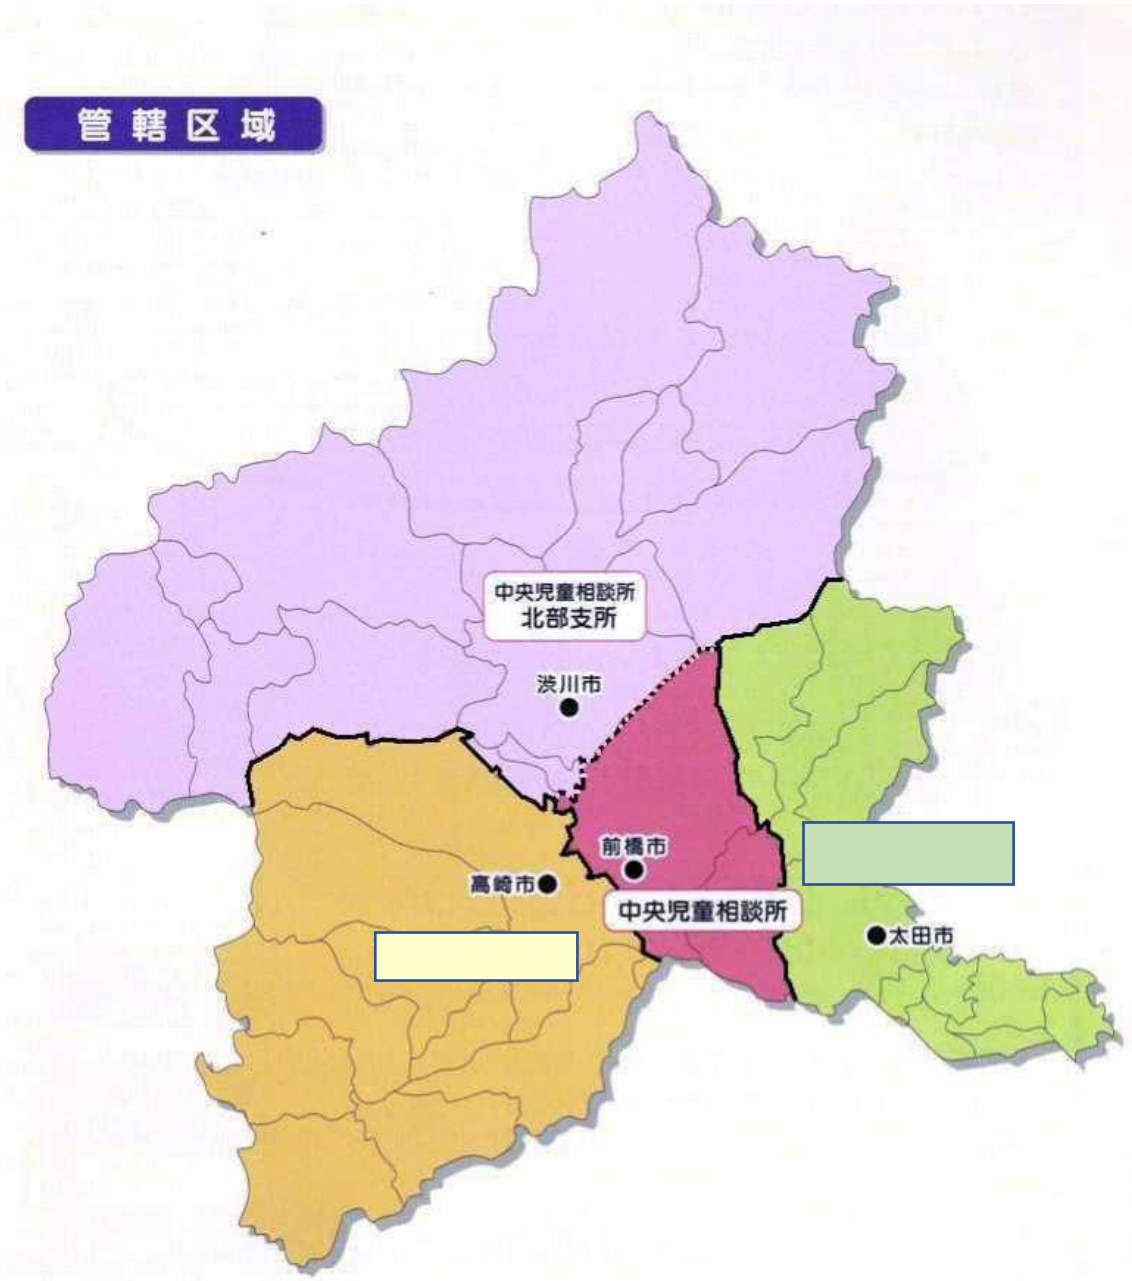 管轄区域
中央児童相談所
北部支所
渋川市
前橋市
高崎市
中央児童相談所
太田市